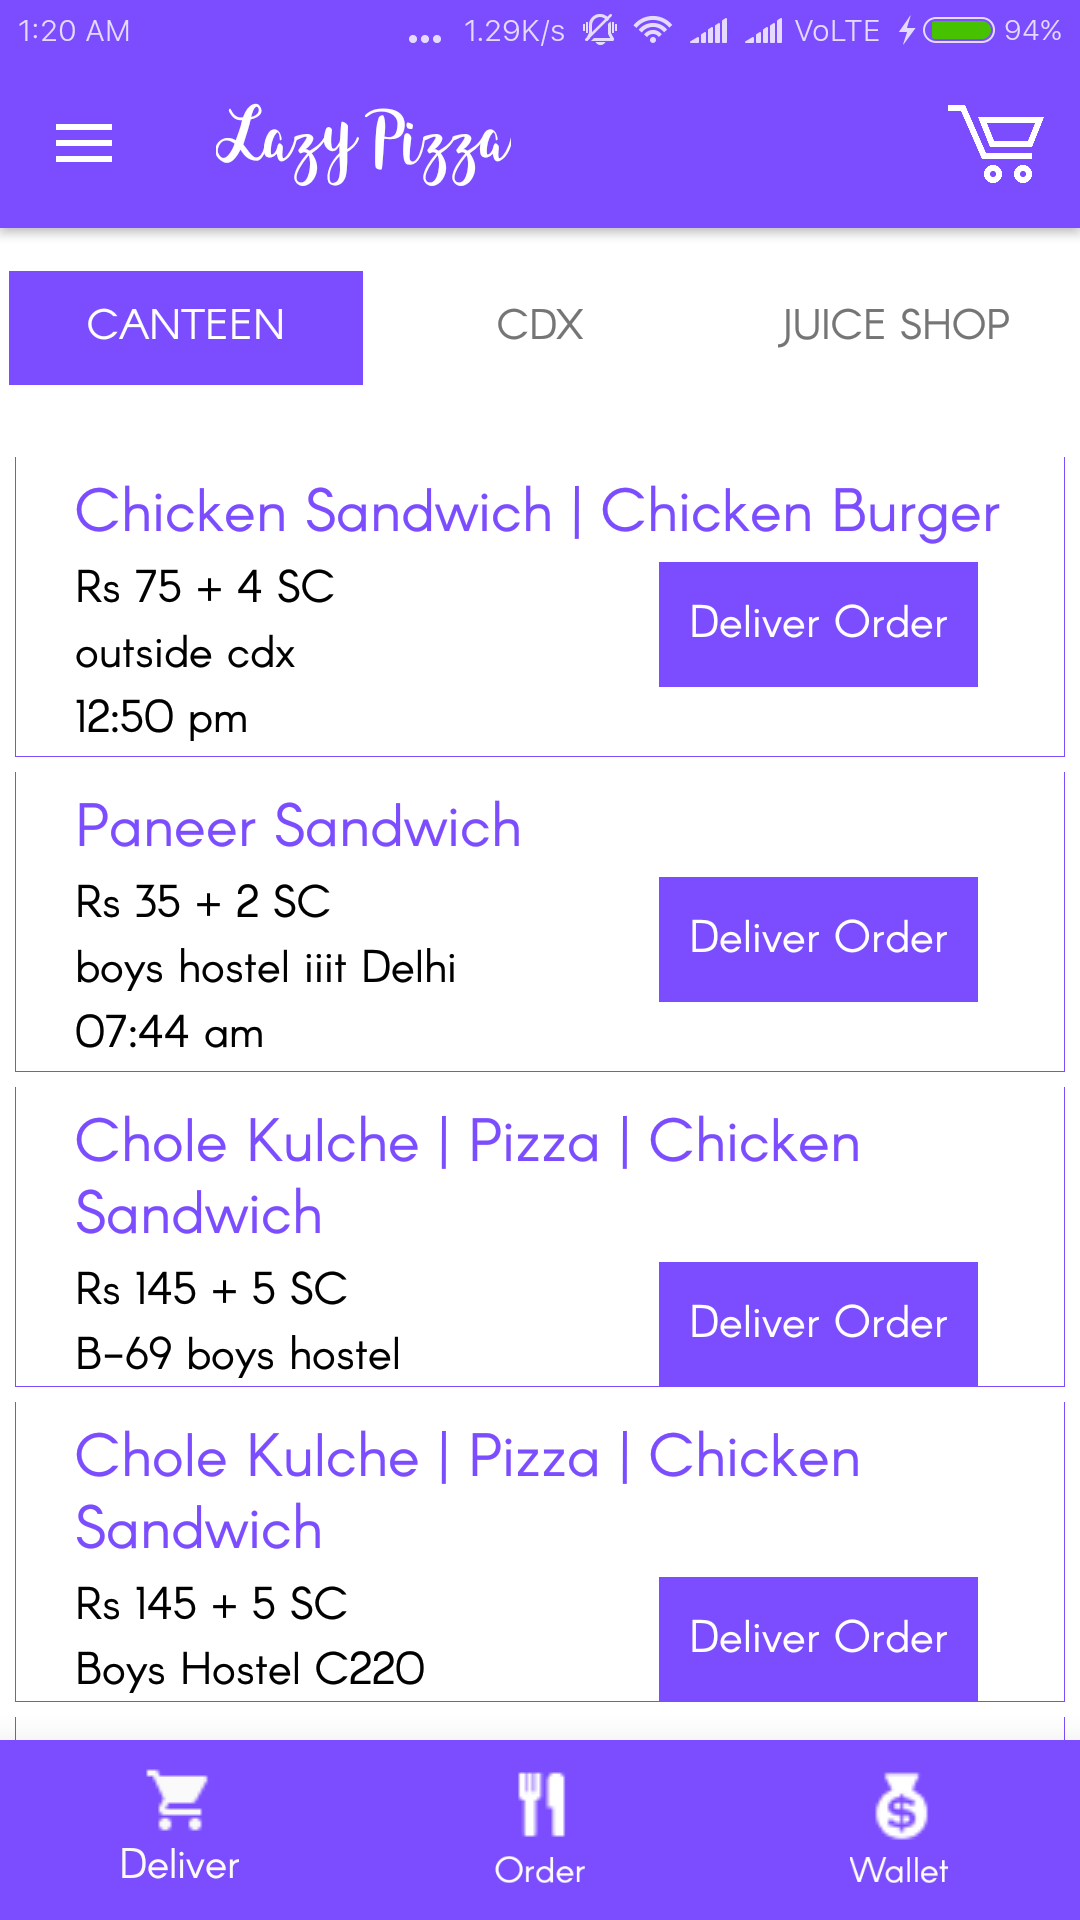 1:20 AM ... 1.29K/s VoLTE 94%
Lazy Pizza
CANTEEN CDX JUICE SHOP
Chicken Sandwich | Chicken Burger
Rs 75 + 4 SC
Deliver Order
outside cdx
12:50 pm
Paneer Sandwich
Rs 35 + 2 SC
Deliver Order
boys hostel iiit Delhi
07:44 am
Chole Kulche | Pizza | Chicken
Sandwich
Rs 145 + 5 SC
Deliver Order
B-69 boys hostel
Chole Kulche | Pizza | Chicken
Sandwich
Rs 145 + 5 SC
Deliver Order
Boys Hostel C220
Deliver Order Wallet